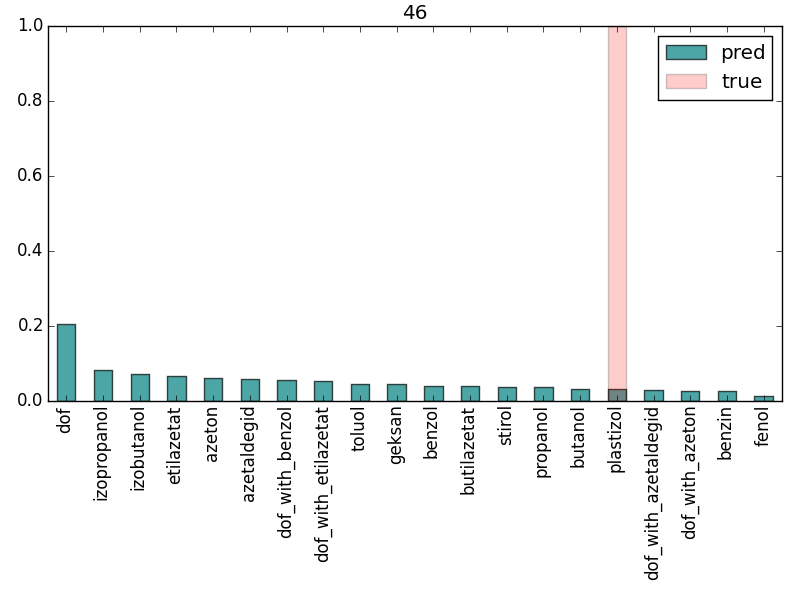 46
1.0
0.8
0.6
0.4
0.2
0.0
pred
true
dof
izopropanol
izobutanol
etilazetat
azeton
azetaldegid
dof_with_benzol
dof_with_etilazetat
toluol
geksan
benzol
butilazetat
stirol
propanol
butanol
plastizol
dof_with_azetaldegid
dof_with_azeton
benzin
fenol